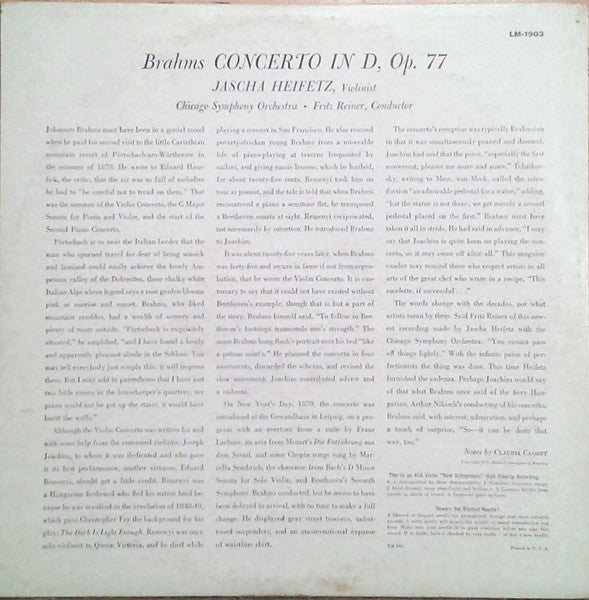 LM-1903
Brahms CONCERTO IN D, Op. 77
JASCHA HEIFETZ, Violinist
Chicago Symphony Orchestra • Fritz Reiner, Conductor
Johannes Brahms must have been in a genial mood
when he paid his second visit to the little Carinthian
mountain resort of Pörtschach-am-Wörthersee in
the summer of 1878. He wrote to Eduard Hans-
lick, the critic, that the air was so full of melodies
he had to "be careful not to tread on them." That
was the summer of the Violin Concerto, the G Major
Sonata for Piano and Violin, and the start of the
Second Piano Concerto.
Pörtschach is so near the Italian border that the
man who spurned travel for fear of being seasick
and lionized could easily achieve the lovely Am-
pezzan valley of the Dolomites, those chalky white
Italian Alps where legend says a rose garden blooms
pink at sunrise and sunset. Brahms, who liked
mountain rambles, had a wealth of scenery and
plenty of room outside. "Pörtschach is exquisitely
situated," he amplified, "and I have found a lovely
and apparently pleasant abode in the Schloss. You
may tell everybody just simply this: it will impress
them. But I may add in parentheses that I have just
two little rooms in the housekeeper's quarters; my
piano could not be got up the stairs; it would have
burst the walls."
Although the Violin Concerto was written for and
with some help from the renowned violinist, Joseph
Joachim, to whom it was dedicated and who gave
it its first performance, another virtuoso, Eduard
Remenyi, should get a little credit. Remenyi was
a Hungarian firebrand who fled his native land be-
cause he was involved in the revolution of 1848-49,
which gave Christopher Fry the background for his
play, The Dark Is Light Enough. Remenyi was once
solo violinist to Queen Victoria, and he died while
playing a concert in San Francisco. He also rescued
poverty-stricken young Brahms from a miserable
life of piano-playing at taverns frequented by
sailors, and giving music lessons, which he loathed,
for about twenty-five cents. Remenyi took him on
tour as pianist, and the tale is told that when Brahms
encountered a piano a semitone flat, he transposed
a Beethoven sonata at sight. Remenyi reciprocated,
not necessarily by intention. He introduced Brahms
to Joachim.
It was about twenty-five years later, when Brahms
was forty-five and secure in fame if not from repro-
bation, that he wrote the Violin Concerto. It is cus-
tomary to say that it could not have existed without
Beethoven's example, though that is but a part of
the story. Brahms himself said, "To follow in Bee-
thoven's footsteps transcends one's strength." The
same Brahms hung Bach's portrait over his bed "like
a patron saint's." He planned the concerto in four
movements, discarded the scherzo, and revised the
slow movement. Joachim contributed advice and
a cadenza.
On New Year's Day, 1879, the concerto was
introduced at the Gewandhaus in Leipzig, on a pro-
gram with an overture from a suite by Franz
Lachner, an aria from Mozart's Die Entführung aus
dem Serail, and some Chopin songs sung by Mar-
cella Sembrich, the chaconne from Bach's D Minor
Sonata for Solo Violin, and Beethoven's Seventh
Symphony. Brahms conducted, but he seems to have
been delayed in arrival, with no time to make a full
change. He displayed gray street trousers, unbut-
toned suspenders, and an unconventional expanse
of waistline shirt.
The concerto's reception was typically Brahmsian
in that it was simultaneously praised and damned.
Joachim had said that the piece, "especially the first
movement, pleases me more and more." Tchaikov-
sky, writing to Mme. von Meck, called the intro-
duction "an admirable pedestal for a statue," adding,
"but the statue is not there; we get merely a second
pedestal placed on the first." Brahms must have
taken it all in stride. He had said in advance, "I may
say that Joachim is quite keen on playing the con-
certo, so it may come off after all." This sanguine
candor may remind those who respect artists in all
arts of the great chef who wrote in a recipe, "This
omelette, if successful . . ."
The words change with the decades, not what
artists mean by them. Said Fritz Reiner of this new-
est recording made by Jascha Heifetz with the
Chicago Symphony Orchestra: "You cannot pass
off things lightly." With the infinite pains of per-
fectionists the thing was done. This time Heifetz
furnished the cadenza. Perhaps Joachim would say
of that what Brahms once said of the fiery Hun-
garian, Arthur Nikisch's conducting of his concerto.
Brahms said, with interest, admiration, and perhaps
a touch of surprise, "So—it can be done that
way, too."
Notes by CLAUDIA CASSIDY
Copyright 1955, Radio Corporation of America
This is an RCA Victor "New Orthophonic" High Fidelity Recording.
Beware the Blunted Needle!
Printed in U. S. A.